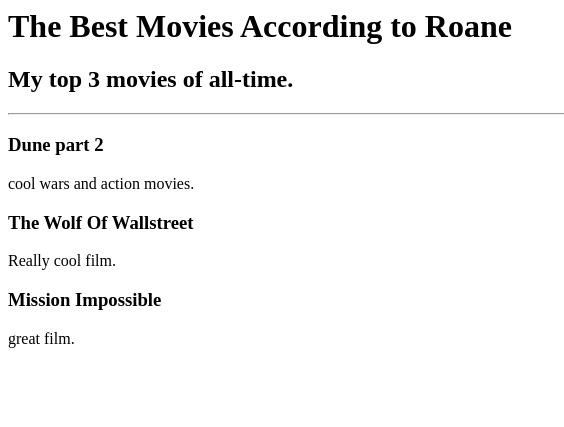 The Best Movies According to Roane
My top 3 movies of all-time.
Dune part 2
cool wars and action movies.
The Wolf Of Wallstreet
Really cool film.
Mission Impossible
great film.